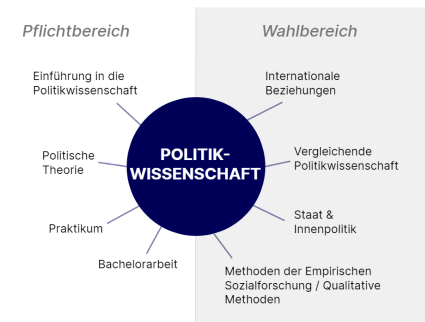 Pflichtbereich
Einführung in die
Politikwissenschaft
Politische
Theorie
Praktikum
Bachelorarbeit
POLITIK-
WISSENSCHAFT
Wahlbereich
Internationale
Beziehungen
Vergleichende
Politikwissenschaft
Staat &
Innenpolitik
Methoden der Empirischen
Sozialforschung / Qualitative
Methoden